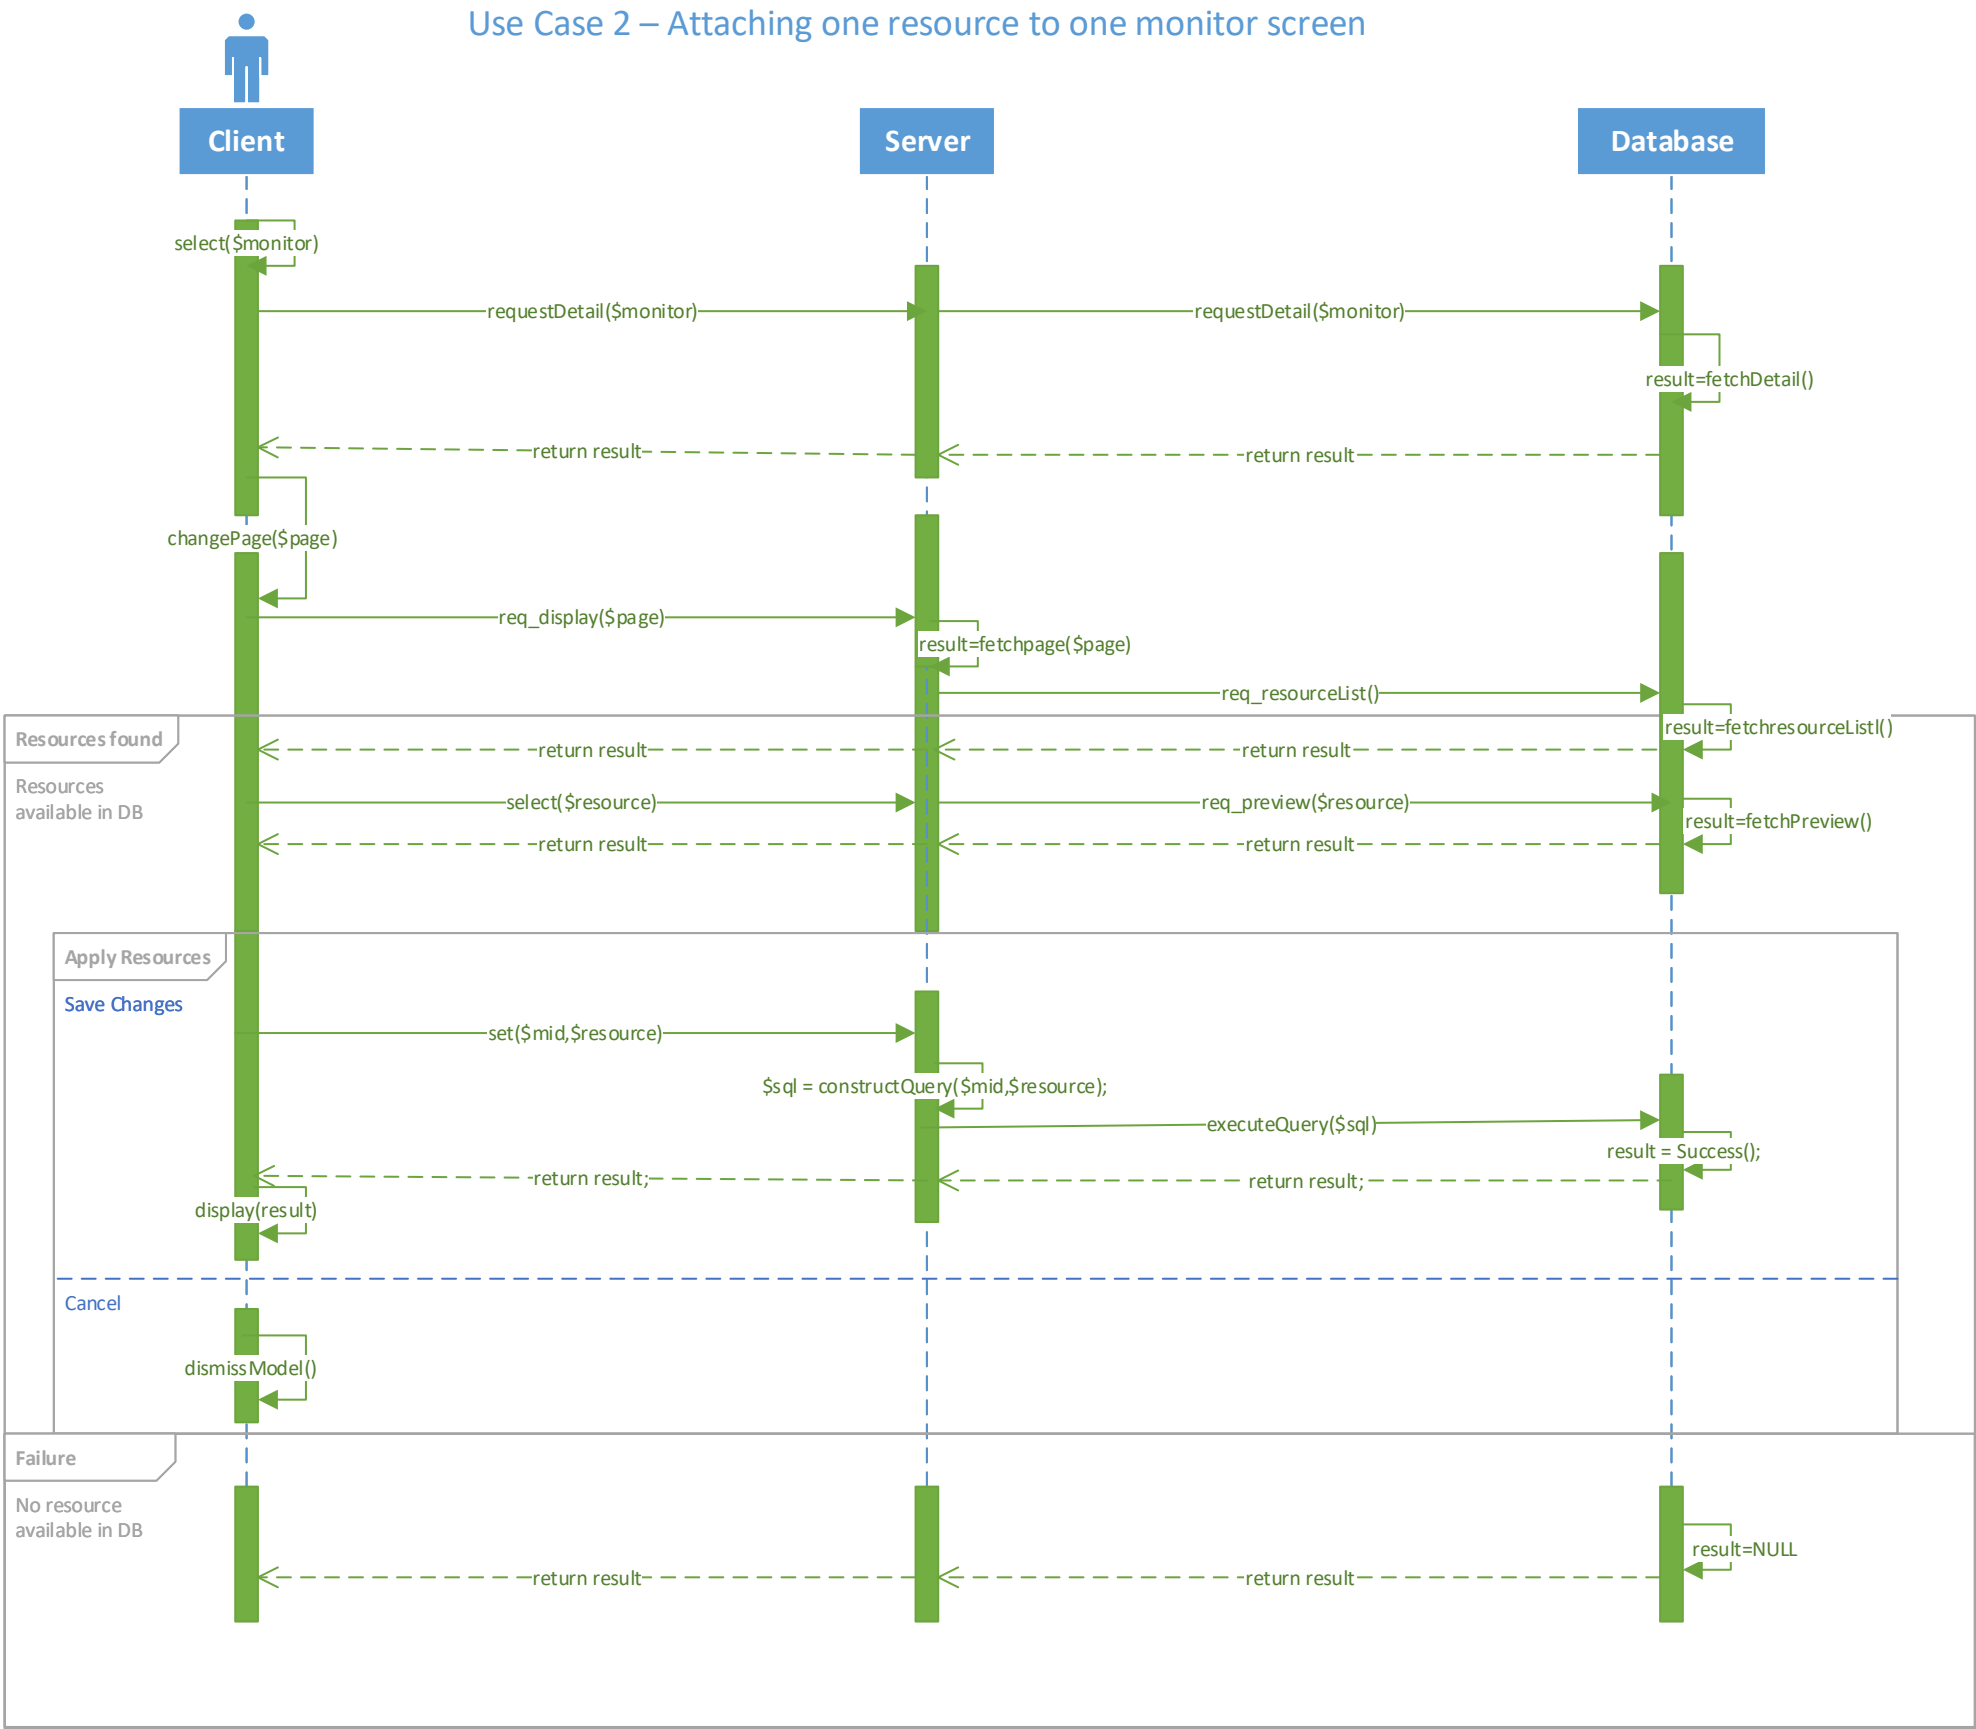 Use Case 2 – Attaching one resource to one monitor screen
Client
Server
Database
select($monitor)
requestDetail($monitor)
requestDetail($monitor)
result=fetchDetail()
return result
return result
changePage($page)
req_display($page)
result=fetchpage($page)
req_resourceList()
Resources found
result=fetchresourceListl()
return result
return result
Resources
available in DB
select($resource)
req_preview($resource)
result=fetchPreview()
return result
return result
Apply Resources
Save Changes
set($mid,$resource)
$sql = constructQuery($mid,$resource);
executeQuery($sql)
result = Success();
return result;
return result;
display(result)
Cancel
dismissModel()
Failure
No resource
available in DB
result=NULL
return result
return result